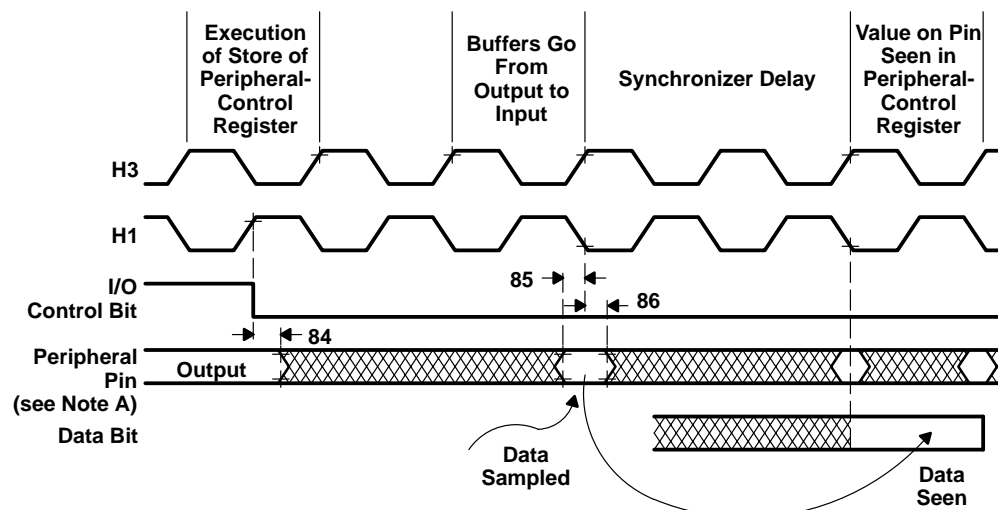 Execution
of Store of
Peripheral-
Control
Register
Buffers Go
From
Output to
Input
Synchronizer Delay
Value on Pin
Seen in
Peripheral-
Control
Register
H3
H1
I/O
Control Bit
85
86
84
Peripheral
Pin
(see Note A)
Output
Data Bit
Data
Sampled
Data
Seen